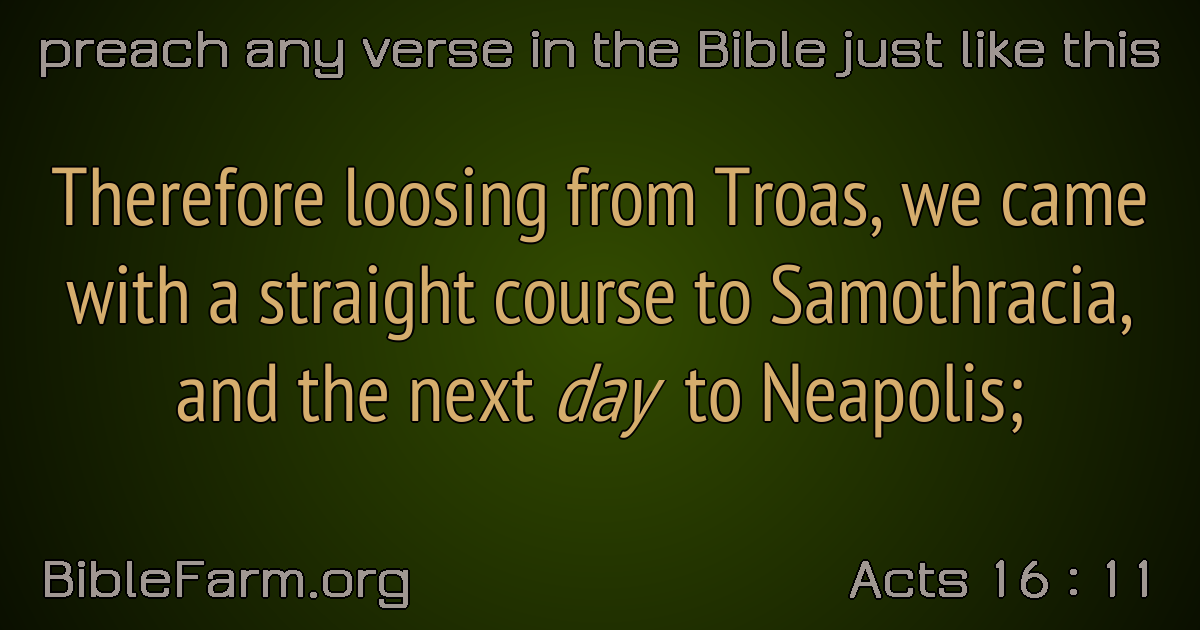 preach any verse in the Bible just like this
Therefore loosing from Troas, we came
with a straight course to Samothracia,
and the next day to Neapolis;
BibleFarm.org
Acts 16 : 11